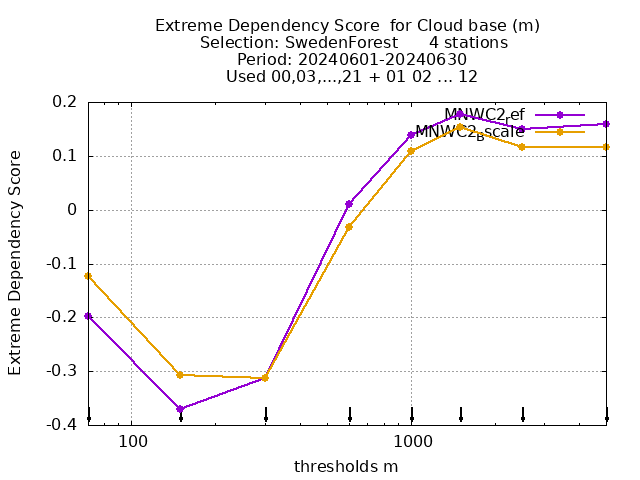 Extreme Dependency Score  for Cloud base (m)
Selection: SwedenForest      4 stations
Period: 20240601-20240630
Used 00,03,...,21 + 01 02 ... 12
MNWC2ref
MNWC2Bscale
0.2
0.1
0
-0.1
-0.2
-0.3
-0.4
Extreme Dependency Score
100
1000
thresholds m